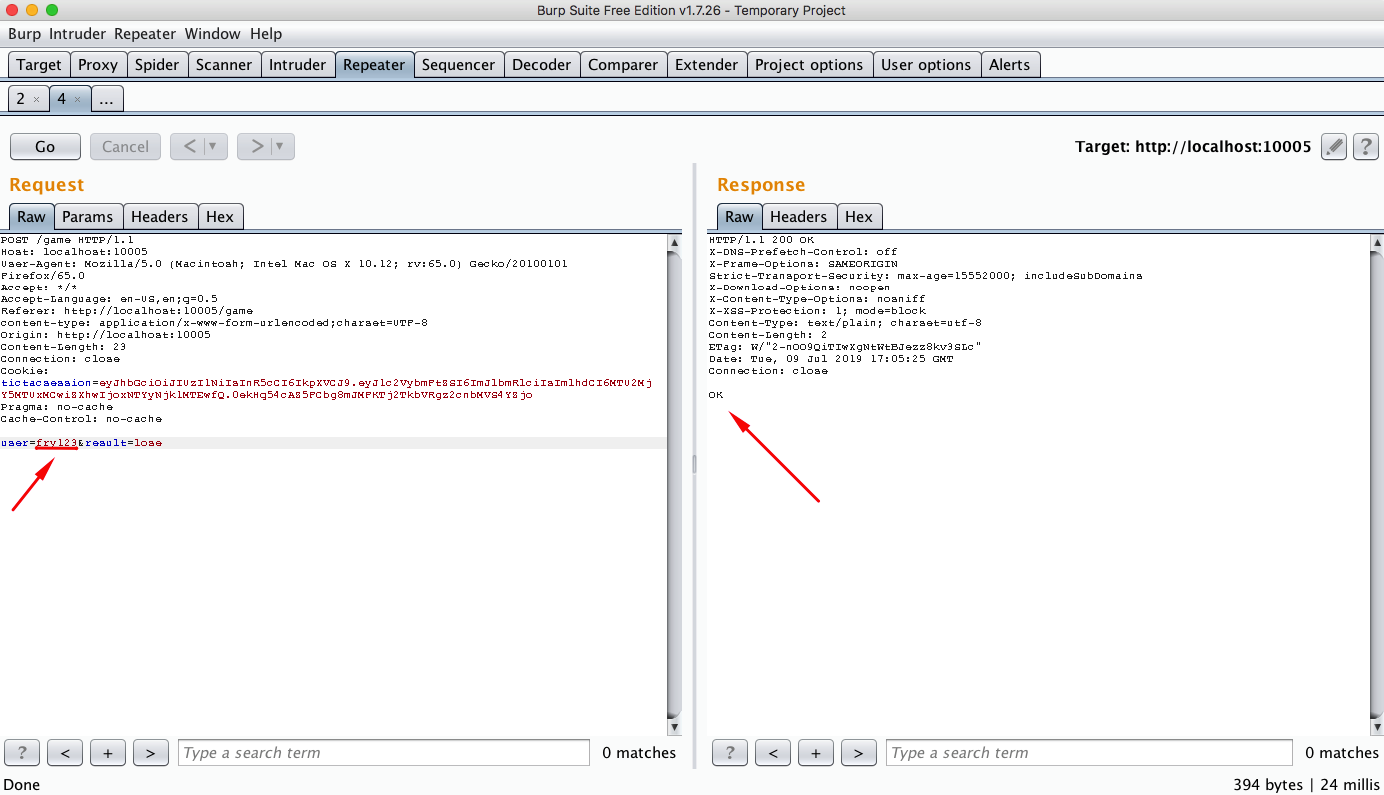 Burp Suite Free Edition v1.7.26 - Temporary Project
Burp Intruder Repeater Window Help
Target Proxy Spider Scanner Intruder Repeater Sequencer Decoder Comparer Extender Project options User options Alerts
2 × 4 × ...
Go Cancel < ▼ > ▼ Target: http://localhost:10005 ?
Request
Raw Params Headers Hex
POST /game HTTP/1.1
Host: localhost:10005
User-Agent: Mozilla/5.0 (Macintosh; Intel Mac OS X 10.12; rv:65.0) Gecko/20100101
Firefox/65.0
Accept: */*
Accept-Language: en-US,en;q=0.5
Referer: http://localhost:10005/game
content-type: application/x-www-form-urlencoded;charset=UTF-8
Origin: http://localhost:10005
Content-Length: 23
Connection: close
Cookie:
Pragma: no-cache
Cache-Control: no-cache
user=fry123&result=lose
? < + > Type a search term 0 matches
Response
Raw Headers Hex
HTTP/1.1 200 OK
X-DNS-Prefetch-Control: off
X-Frame-Options: SAMEORIGIN
Strict-Transport-Security: max-age=15552000; includeSubDomains
X-Download-Options: noopen
X-Content-Type-Options: nosniff
X-XSS-Protection: 1; mode=block
Content-Type: text/plain; charset=utf-8
Content-Length: 2
Date: Tue, 09 Jul 2019 17:05:25 GMT
Connection: close
OK
? < + > Type a search term 0 matches
Done 394 bytes | 24 millis